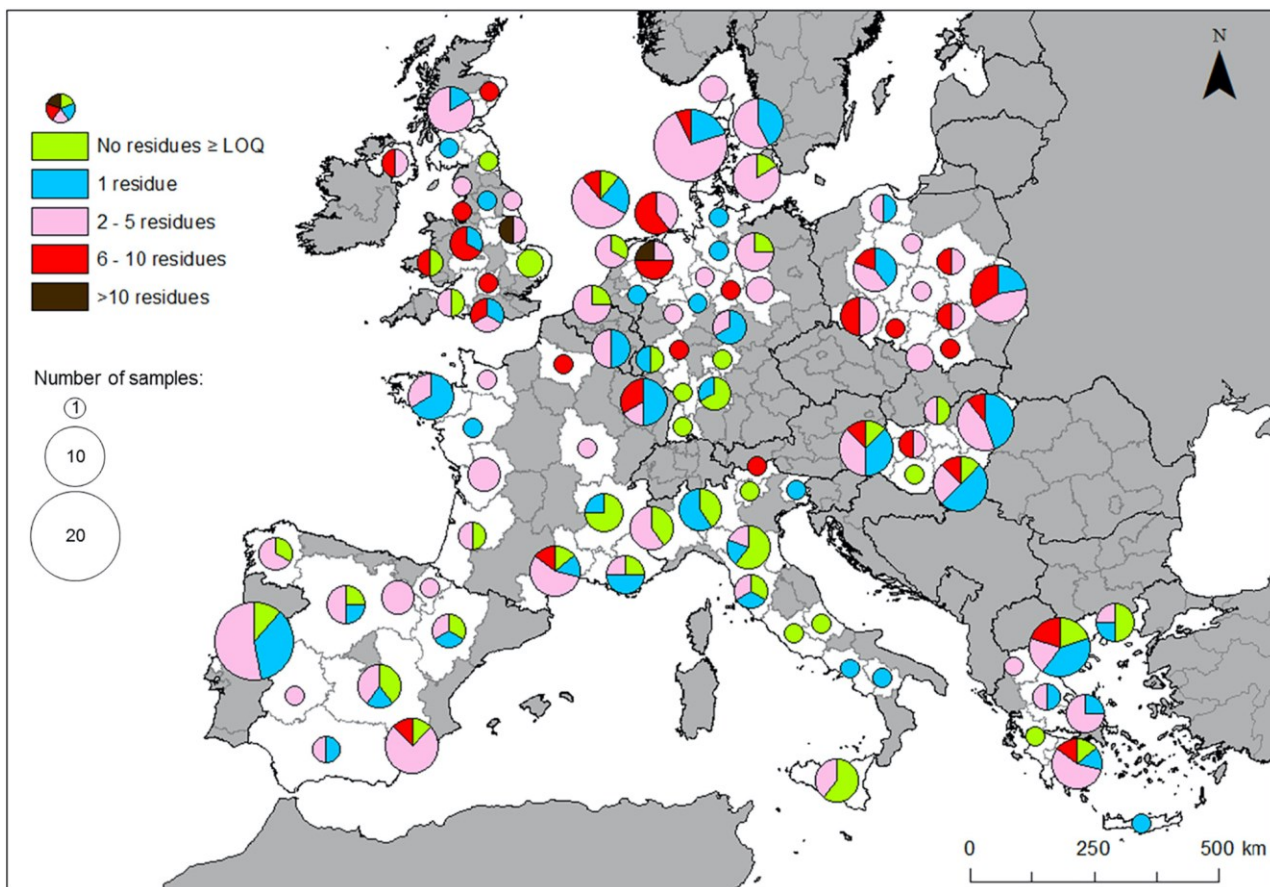 N
No residues ≥ LOQ
1 residue
2 - 5 residues
6 - 10 residues
>10 residues
Number of samples:
1
10
20
0 250 500 km